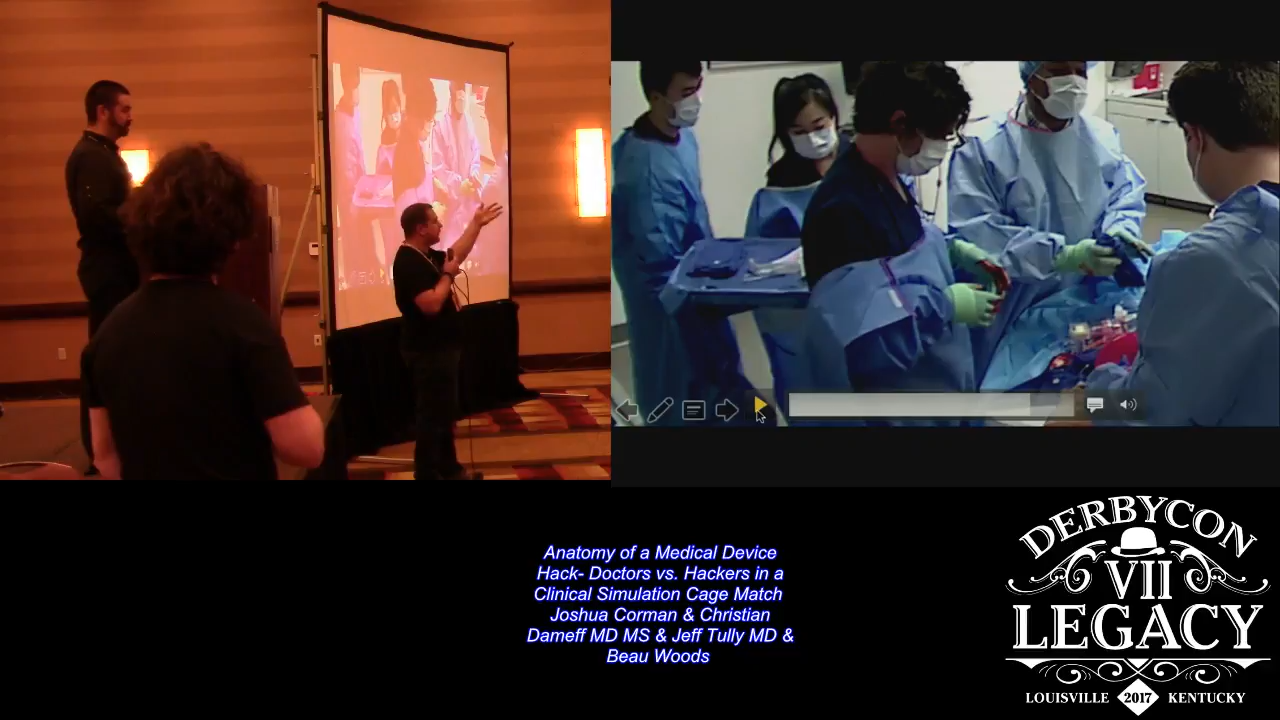 Anatomy of a Medical Device
Hack- Doctors vs. Hackers in a
Clinical Simulation Cage Match
Joshua Corman & Christian
Dameff MD MS & Jeff Tully MD &
Beau Woods
DERBYCON
VII
LEGACY
LOUISVILLE 2017 KENTUCKY